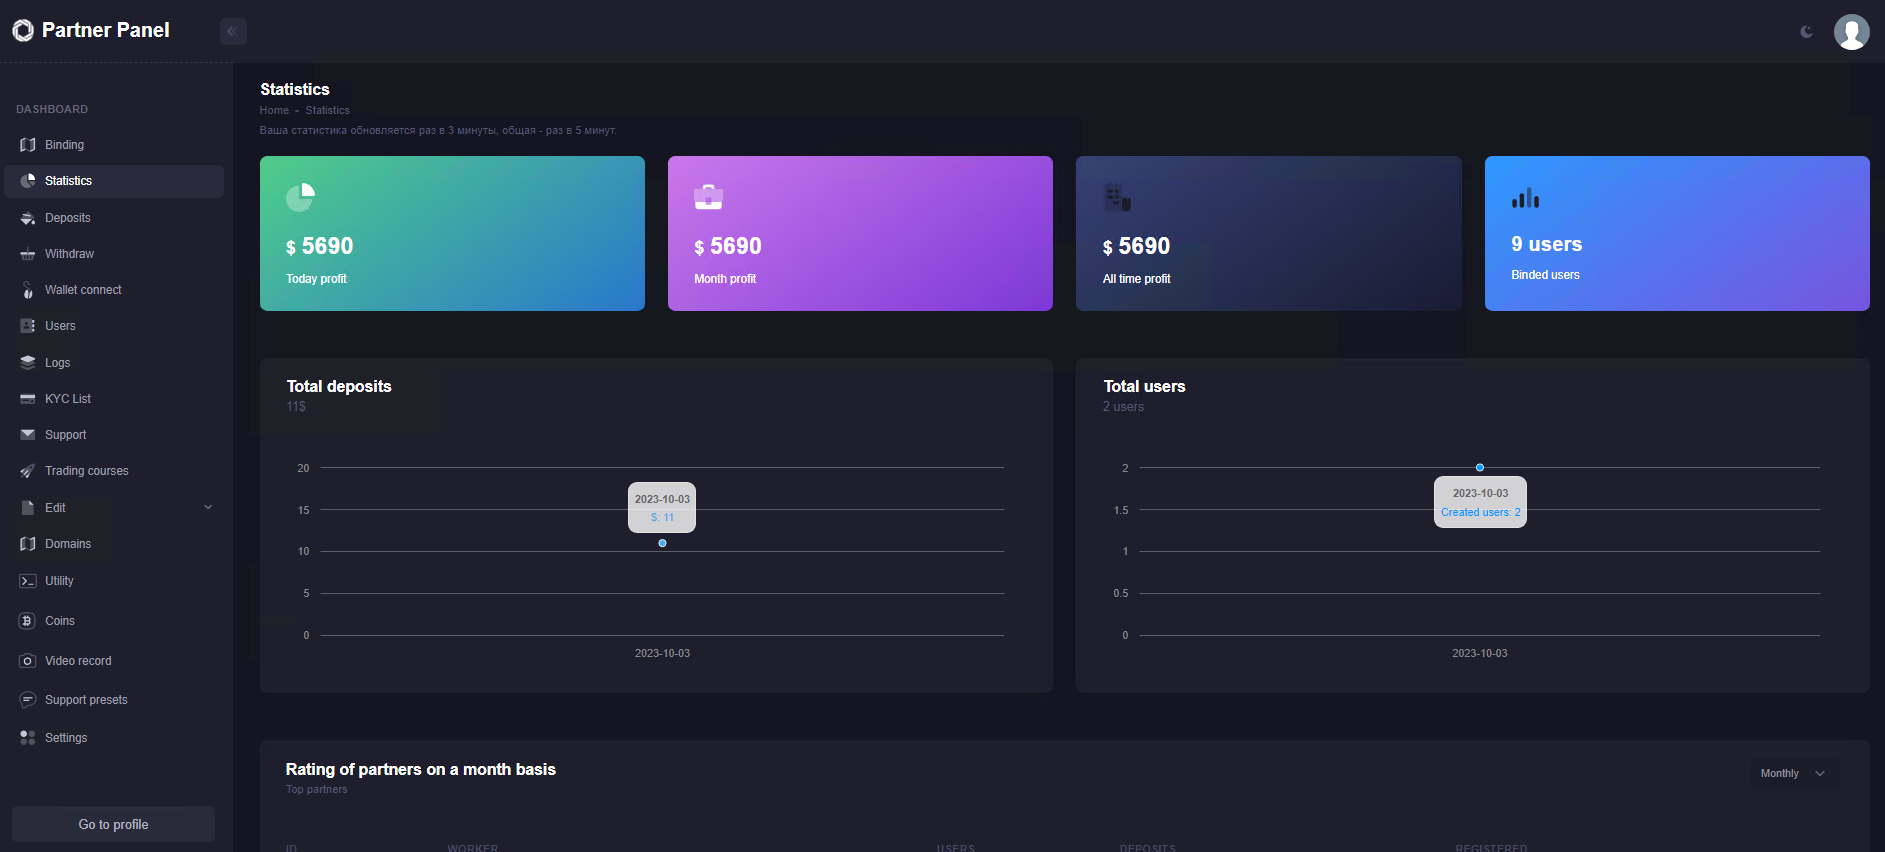 Partner Panel
DASHBOARD
Binding
Statistics
Deposits
Withdraw
Wallet connect
Users
Logs
KYC List
Support
Trading courses
Edit
Domains
Utility
Coins
Video record
Support presets
Settings
Go to profile
Statistics
Home - Statistics
Ваша статистика обновляется раз в 3 минуты, общая - раз в 5 минут.
$ 5690
Today profit
$ 5690
Month profit
$ 5690
All time profit
9 users
Binded users
Total deposits
11$
20
15
10
5
0
2023-10-03
$: 11
2023-10-03
Total users
2 users
2
1.5
1
0.5
0
2023-10-03
Created users: 2
2023-10-03
Rating of partners on a month basis
Top partners
Monthly
ID WORKER USERS DEPOSITS REGISTERED